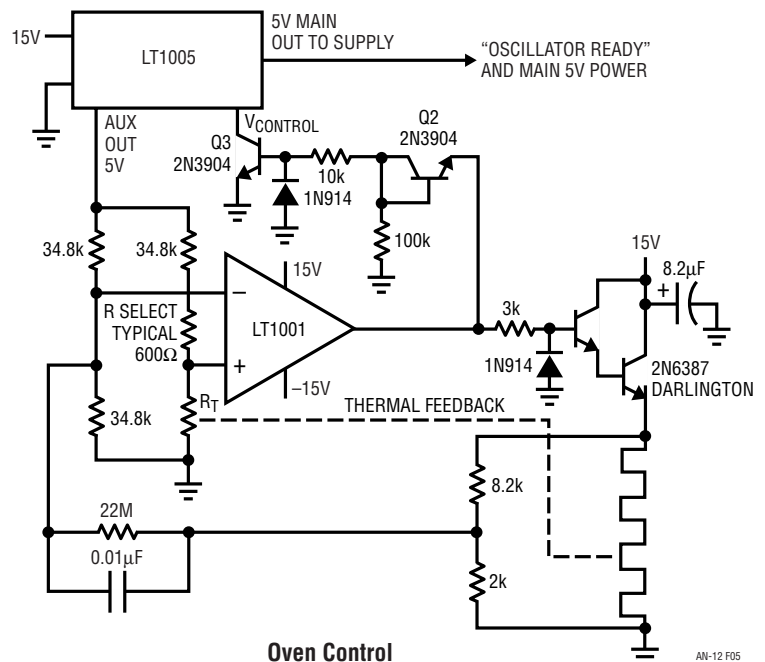 15V
LT1005
5V MAIN
OUT TO SUPPLY
“OSCILLATOR READY”
AND MAIN 5V POWER
AUX
OUT
5V
VCONTROL
Q3
2N3904
Q2
2N3904
10k
1N914
100k
34.8k
34.8k
15V
R SELECT
TYPICAL
600Ω
–
LT1001
+
–15V
3k
1N914
15V
8.2µF
+
2N6387
DARLINGTON
34.8k
RT
THERMAL FEEDBACK
8.2k
22M
0.01µF
2k
Oven Control
AN-12 F05